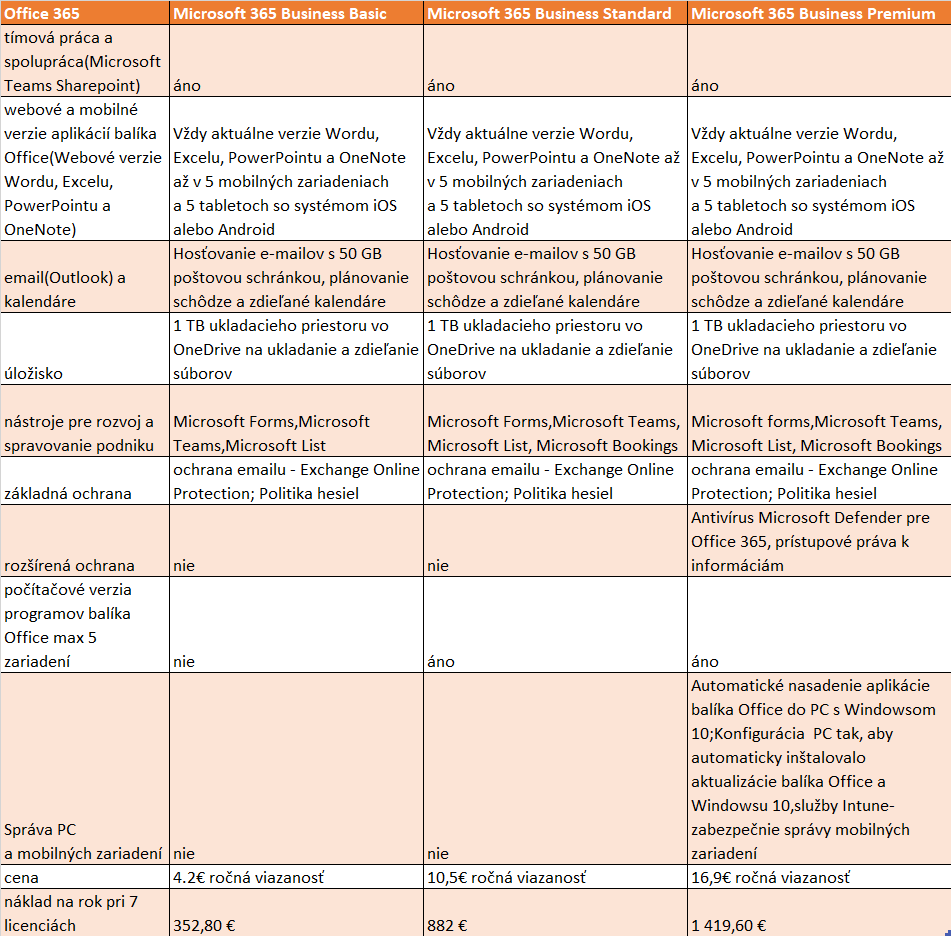 Office 365
Microsoft 365 Business Basic
Microsoft 365 Business Standard
Microsoft 365 Business Premium
tímová práca a
spolupráca(Microsoft
Teams Sharepoint)
áno
áno
áno
webové a mobilné
verzie aplikácií balíka
Office(Webové verzie
Wordu, Excelu,
PowerPointu a
OneNote)
Vždy aktuálne verzie Wordu,
Excelu, PowerPointu a OneNote
až v 5 mobilných zariadeniach
a 5 tabletoch so systémom iOS
alebo Android
Vždy aktuálne verzie Wordu,
Excelu, PowerPointu a OneNote až
v 5 mobilných zariadeniach
a 5 tabletoch so systémom iOS
alebo Android
Vždy aktuálne verzie Wordu,
Excelu, PowerPointu a OneNote až
v 5 mobilných zariadeniach
a 5 tabletoch so systémom iOS
alebo Android
email(Outlook) a
kalendáre
Hosťovanie e-mailov s 50 GB
poštovou schránkou, plánovanie
schôdze a zdieľané kalendáre
Hosťovanie e-mailov s 50 GB
poštovou schránkou, plánovanie
schôdze a zdieľané kalendáre
Hosťovanie e-mailov s 50 GB
poštovou schránkou, plánovanie
schôdze a zdieľané kalendáre
úložisko
1 TB ukladacieho priestoru vo
OneDrive na ukladanie a zdieľanie
súborov
1 TB ukladacieho priestoru vo
OneDrive na ukladanie a zdieľanie
súborov
1 TB ukladacieho priestoru vo
OneDrive na ukladanie a zdieľanie
súborov
nástroje pre rozvoj a
spravovanie podniku
Microsoft Forms,Microsoft
Teams,Microsoft List
Microsoft Forms,Microsoft Teams,
Microsoft List, Microsoft Bookings
Microsoft forms,Microsoft Teams,
Microsoft List, Microsoft Bookings
základná ochrana
ochrana emailu - Exchange Online
Protection; Politika hesiel
ochrana emailu - Exchange Online
Protection; Politika hesiel
ochrana emailu - Exchange Online
Protection; Politika hesiel
rozšírená ochrana
nie
nie
Antivírus Microsoft Defender pre
Office 365, prístupové práva k
informáciám
počítačové verzia
programov balíka
Office max 5
zariadení
nie
áno
áno
Správa PC
a mobilných zariadení
nie
nie
Automatické nasadenie aplikácie
balíka Office do PC s Windowsom
10;Konfigurácia  PC tak, aby
automaticky inštalovalo
aktualizácie balíka Office a
Windowsu 10,služby Intune-
zabezpečnie správy mobilných
zariadení
cena
4.2€ ročná viazanosť
10,5€ ročná viazanosť
16,9€ ročná viazanosť
náklad na rok pri 7
licenciách
352,80 €
882 €
1 419,60 €